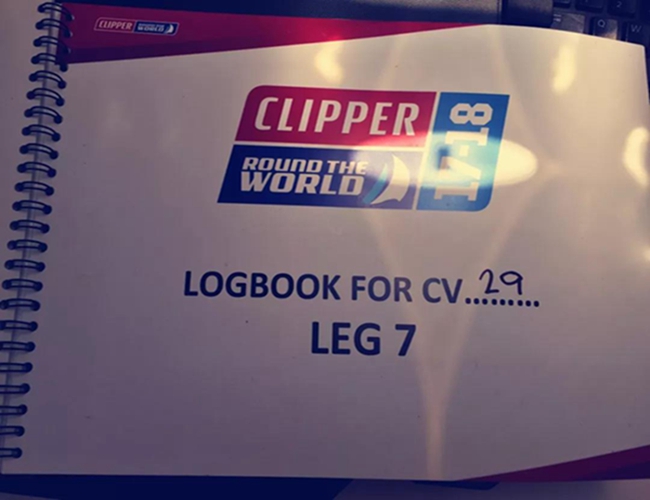 CLIPPER ROUND THE WORLD
CLIPPER
ROUND THE
WORLD
17-18
LOGBOOK FOR CV...29...
LEG 7